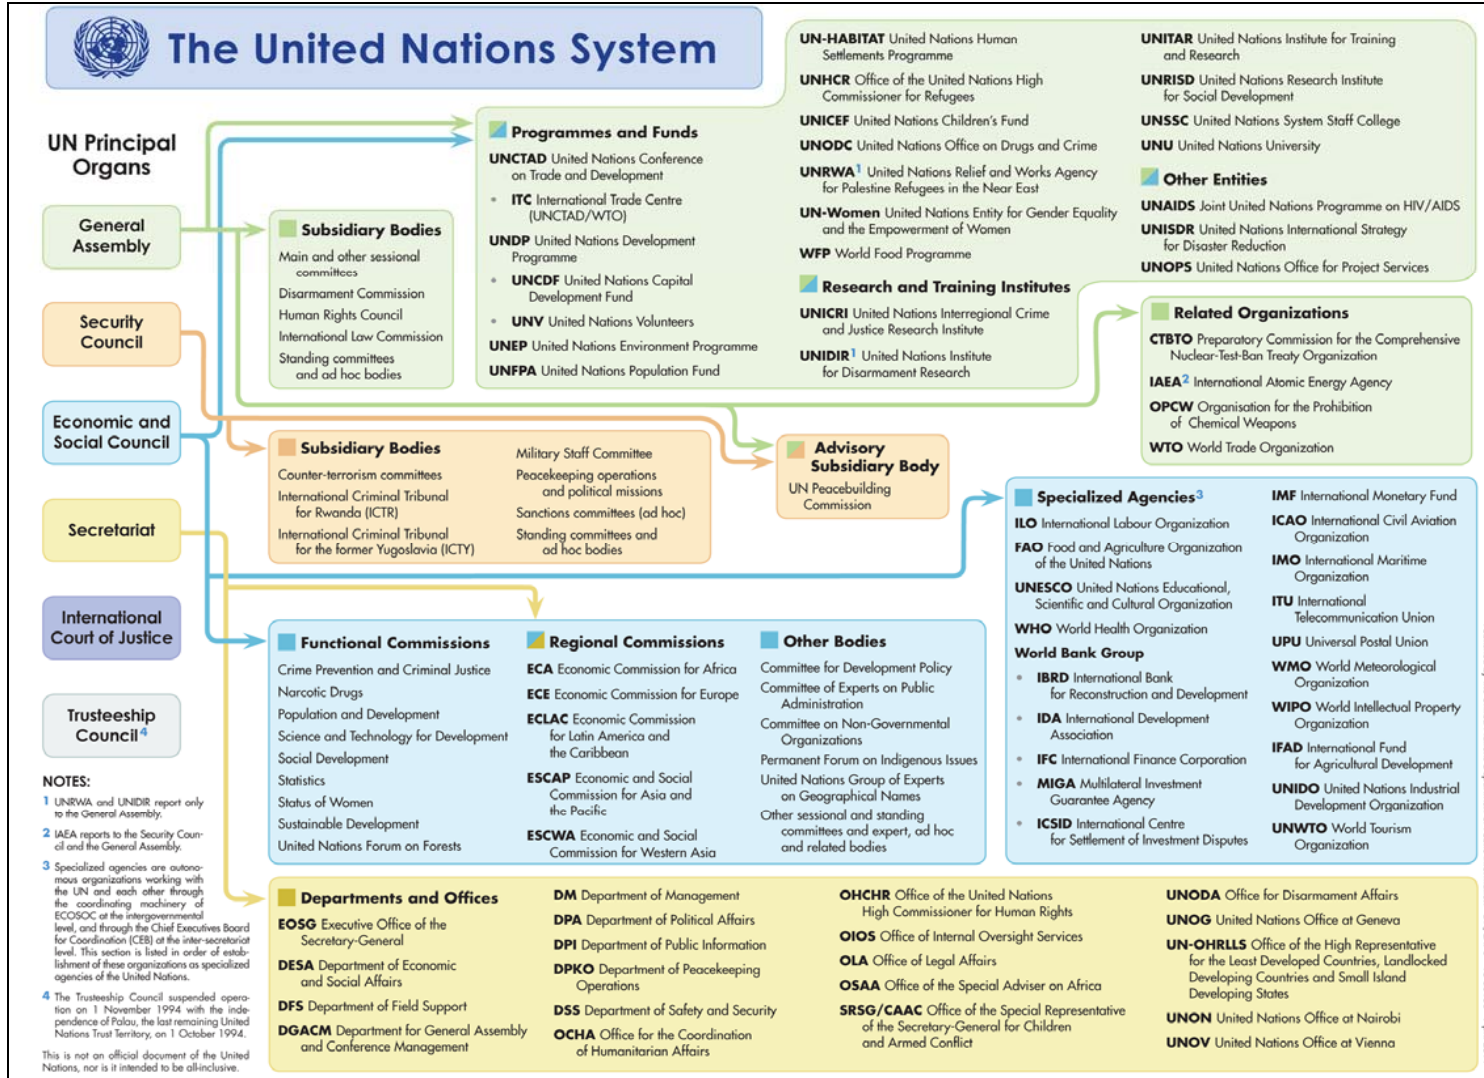 The United Nations System
UN Principal
Organs
General
Assembly
Security
Council
Economic and
Social Council
Secretariat
International
Court of Justice
Trusteeship
Council4
NOTES:
1 UNRWA and UNIDIR report only
to the General Assembly.
2 IAEA reports to the Security Coun-
cil and the General Assembly.
3 Specialized agencies are autono-
mous organizations working with
the UN and each other through
the coordinating machinery of
ECOSOC at the intergovernmental
level, and through the Chief Executives Board
for Coordination (CEB) at the inter-secretariat
level. This section is listed in order of estab-
lishment of these organizations as specialized
agencies of the United Nations.
4 The Trusteeship Council suspended opera-
tion on 1 November 1994 with the inde-
pendence of Palau, the last remaining United
Nations Trust Territory, on 1 October 1994.
This is not an official document of the United
Nations, nor is it intended to be all-inclusive.
Subsidiary Bodies
Main and other sessional
committees
Disarmament Commission
Human Rights Council
International Law Commission
Standing committees
and ad hoc bodies
Programmes and Funds
UNCTAD United Nations Conference
on Trade and Development
• ITC International Trade Centre
(UNCTAD/WTO)
UNDP United Nations Development
Programme
• UNCDF United Nations Capital
Development Fund
• UNV United Nations Volunteers
UNEP United Nations Environment Programme
UNFPA United Nations Population Fund
UN-HABITAT United Nations Human
Settlements Programme
UNHCR Office of the United Nations High
Commissioner for Refugees
UNICEF United Nations Children's Fund
UNODC United Nations Office on Drugs and Crime
UNRWA1 United Nations Relief and Works Agency
for Palestine Refugees in the Near East
UN-Women United Nations Entity for Gender Equality
and the Empowerment of Women
WFP World Food Programme
Research and Training Institutes
UNICRI United Nations Interregional Crime
and Justice Research Institute
UNIDIR1 United Nations Institute
for Disarmament Research
UNITAR United Nations Institute for Training
and Research
UNRISD United Nations Research Institute
for Social Development
UNSSC United Nations System Staff College
UNU United Nations University
Other Entities
UNAIDS Joint United Nations Programme on HIV/AIDS
UNISDR United Nations International Strategy
for Disaster Reduction
UNOPS United Nations Office for Project Services
Related Organizations
CTBTO Preparatory Commission for the Comprehensive
Nuclear-Test-Ban Treaty Organization
IAEA2 International Atomic Energy Agency
OPCW Organisation for the Prohibition
of Chemical Weapons
WTO World Trade Organization
Subsidiary Bodies
Counter-terrorism committees
International Criminal Tribunal
for Rwanda (ICTR)
International Criminal Tribunal
for the former Yugoslavia (ICTY)
Military Staff Committee
Peacekeeping operations
and political missions
Sanctions committees (ad hoc)
Standing committees and
ad hoc bodies
Advisory
Subsidiary Body
UN Peacebuilding
Commission
Specialized Agencies3
ILO International Labour Organization
FAO Food and Agriculture Organization
of the United Nations
UNESCO United Nations Educational,
Scientific and Cultural Organization
WHO World Health Organization
World Bank Group
• IBRD International Bank
for Reconstruction and Development
• IDA International Development
Association
• IFC International Finance Corporation
• MIGA Multilateral Investment
Guarantee Agency
• ICSID International Centre
for Settlement of Investment Disputes
IMF International Monetary Fund
ICAO International Civil Aviation
Organization
IMO International Maritime
Organization
ITU International
Telecommunication Union
UPU Universal Postal Union
WMO World Meteorological
Organization
WIPO World Intellectual Property
Organization
IFAD International Fund
for Agricultural Development
UNIDO United Nations Industrial
Development Organization
UNWTO World Tourism
Organization
Functional Commissions
Crime Prevention and Criminal Justice
Narcotic Drugs
Population and Development
Science and Technology for Development
Social Development
Statistics
Status of Women
Sustainable Development
United Nations Forum on Forests
Regional Commissions
ECA Economic Commission for Africa
ECE Economic Commission for Europe
ECLAC Economic Commission
for Latin America and
the Caribbean
ESCAP Economic and Social
Commission for Asia and
the Pacific
ESCWA Economic and Social
Commission for Western Asia
Other Bodies
Committee for Development Policy
Committee of Experts on Public
Administration
Committee on Non-Governmental
Organizations
Permanent Forum on Indigenous Issues
United Nations Group of Experts
on Geographical Names
Other sessional and standing
committees and expert, ad hoc
and related bodies
Departments and Offices
EOSG Executive Office of the
Secretary-General
DESA Department of Economic
and Social Affairs
DFS Department of Field Support
DGACM Department for General Assembly
and Conference Management
DM Department of Management
DPA Department of Political Affairs
DPI Department of Public Information
DPKO Department of Peacekeeping
Operations
DSS Department of Safety and Security
OCHA Office for the Coordination
of Humanitarian Affairs
OHCHR Office of the United Nations
High Commissioner for Human Rights
OIOS Office of Internal Oversight Services
OLA Office of Legal Affairs
OSAA Office of the Special Adviser on Africa
SRSG/CAAC Office of the Special Representative
of the Secretary-General for Children
and Armed Conflict
UNODA Office for Disarmament Affairs
UNOG United Nations Office at Geneva
UN-OHRLLS Office of the High Representative
for the Least Developed Countries, Landlocked
Developing Countries and Small Island
Developing States
UNON United Nations Office at Nairobi
UNOV United Nations Office at Vienna